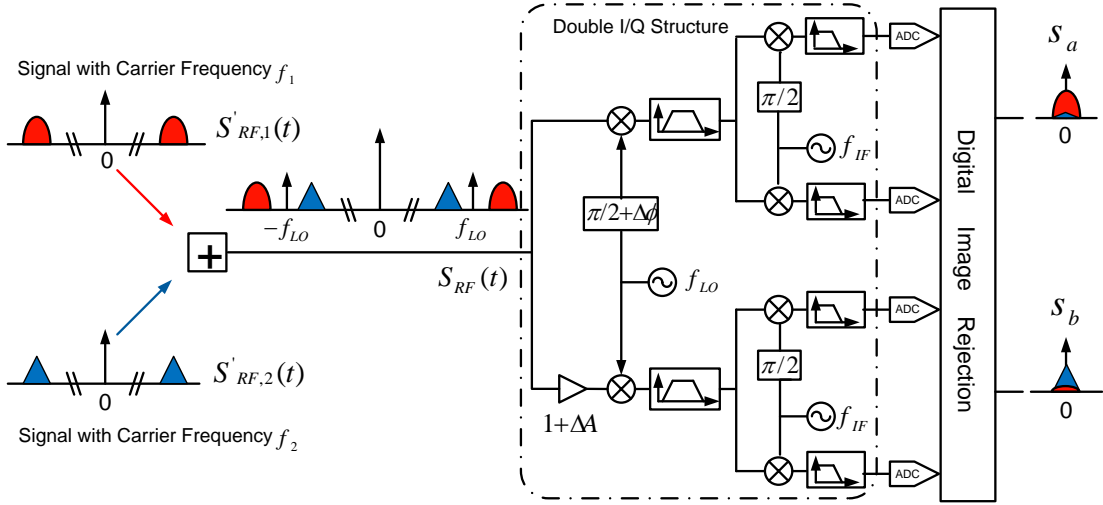 Double I/Q Structure
Signal with Carrier Frequency f₁
S'RF,1(t)
0
−fLO
0
fLO
+
SRF(t)
S'RF,2(t)
0
Signal with Carrier Frequency f₂
π/2+Δϕ
fLO
1+ΔA
π/2
fIF
π/2
fIF
ADC
ADC
ADC
ADC
Digital Image Rejection
Sa
0
Sb
0